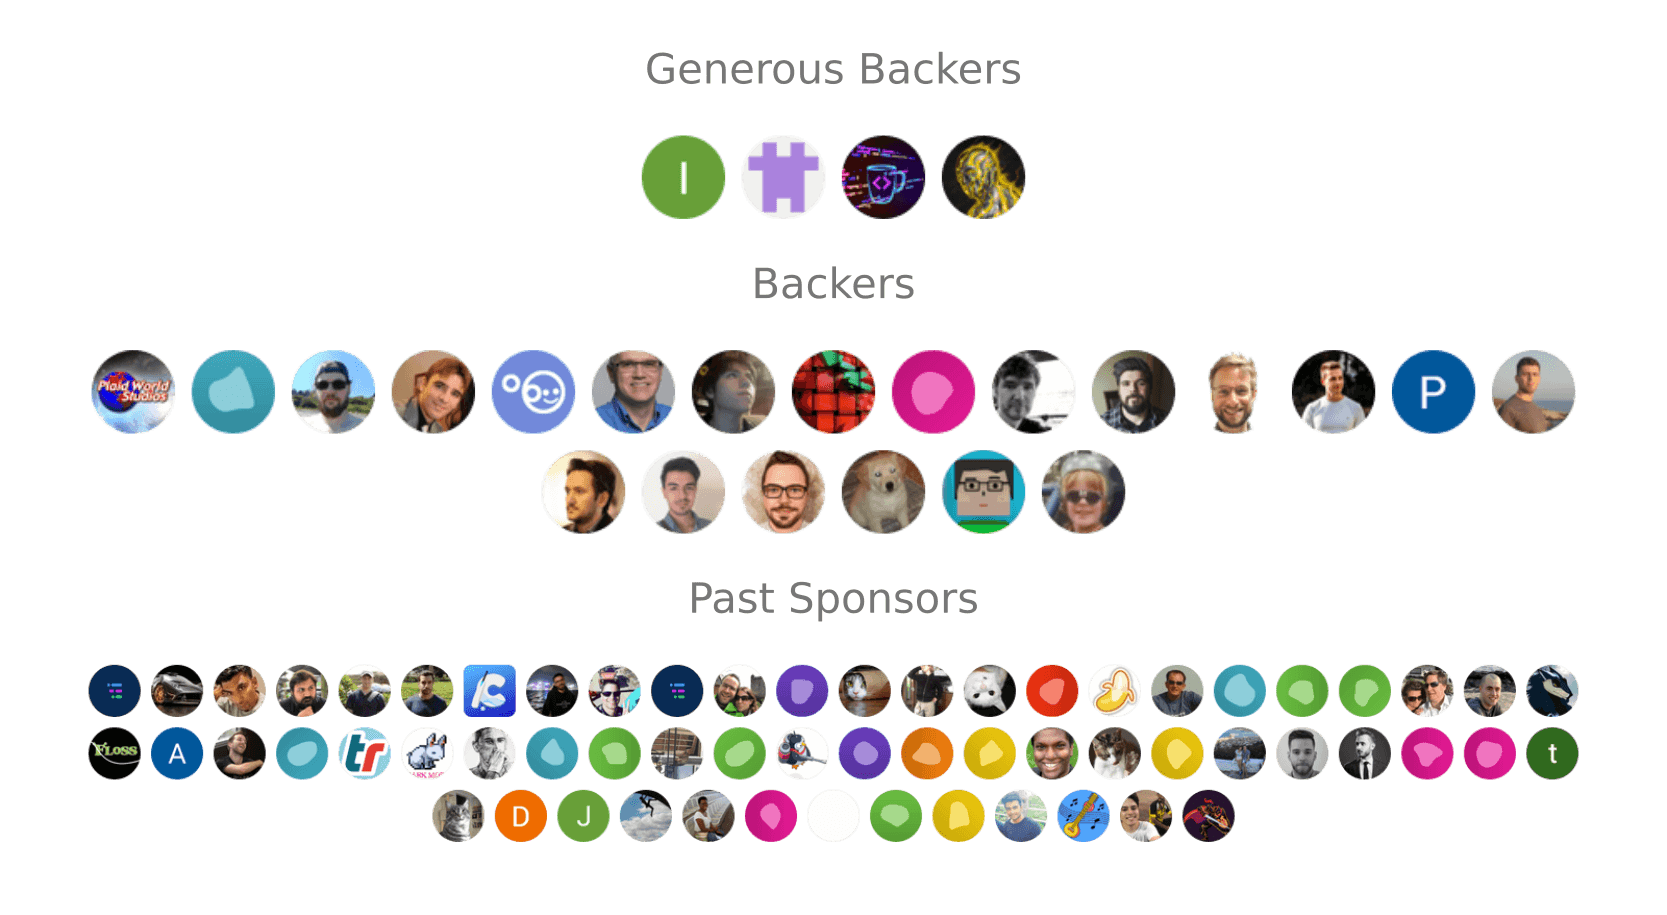 Generous Backers
I
Backers
Plaid World
Studios
P
Past Sponsors
C
FLOSS
A
tr
t
D
J